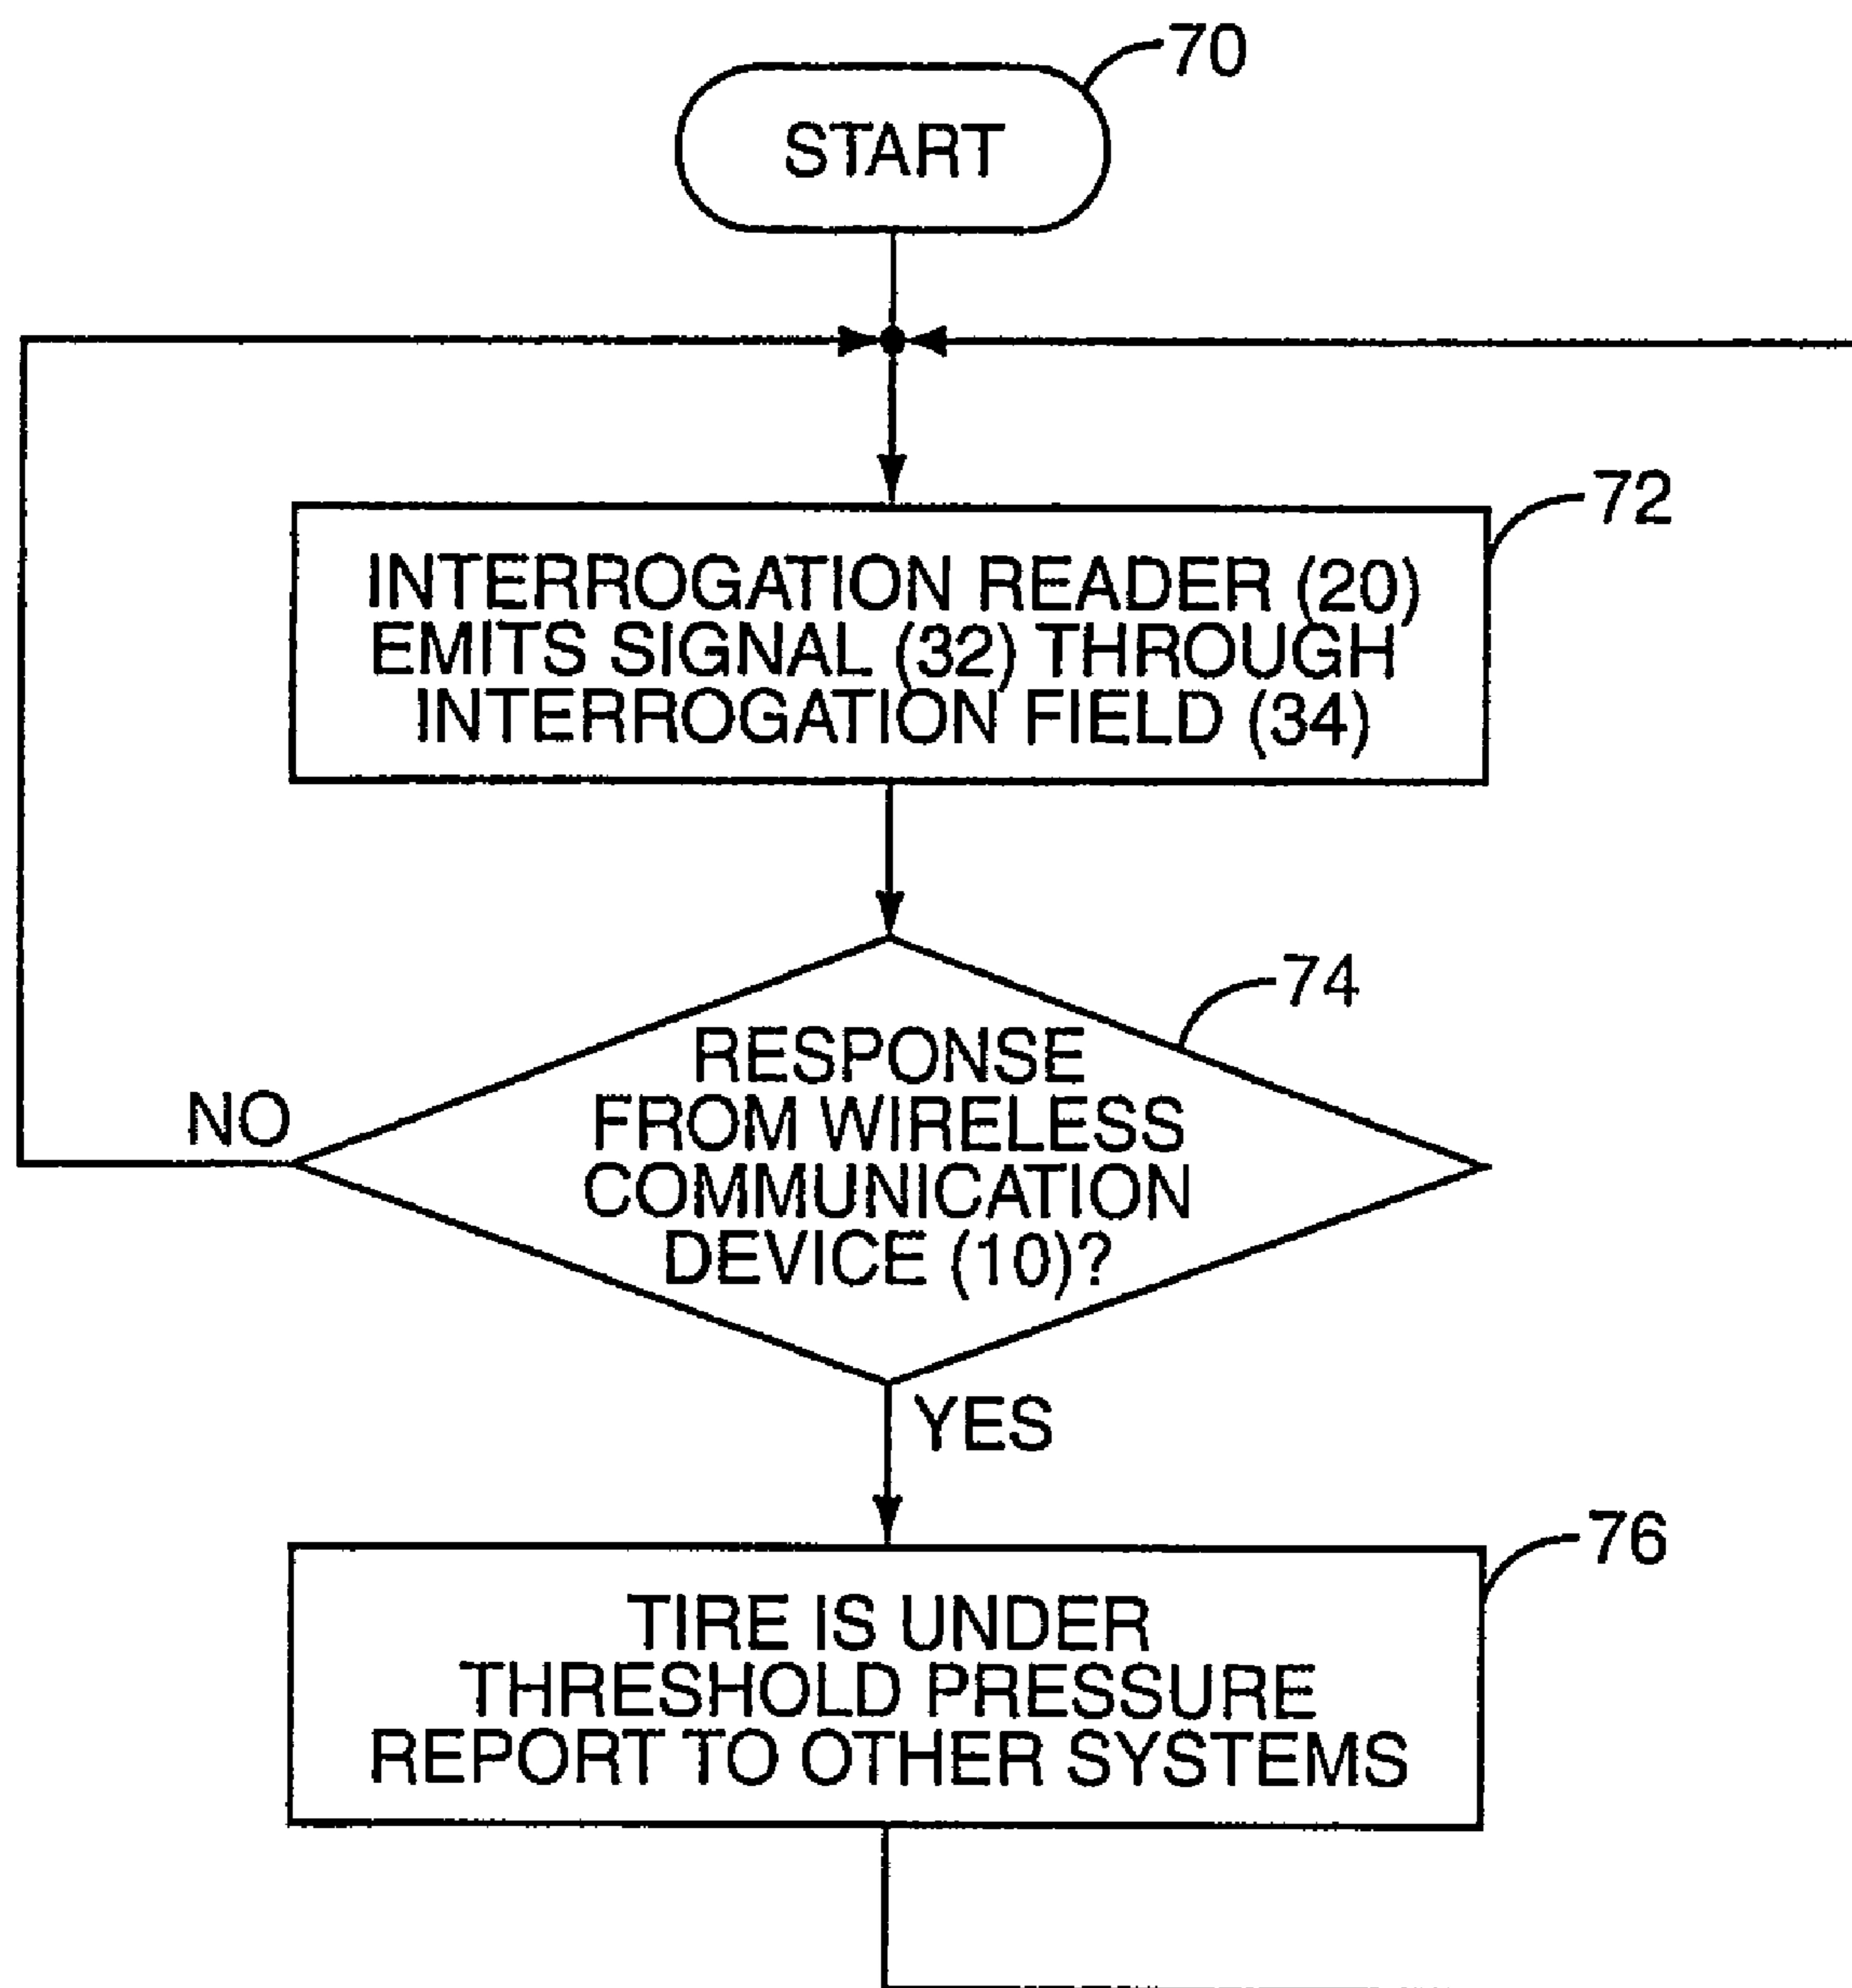 70
START
72
INTERROGATION READER (20)
EMITS SIGNAL (32) THROUGH
INTERROGATION FIELD (34)
74
RESPONSE
FROM WIRELESS
COMMUNICATION
DEVICE (10)?
NO
YES
76
TIRE IS UNDER
THRESHOLD PRESSURE
REPORT TO OTHER SYSTEMS